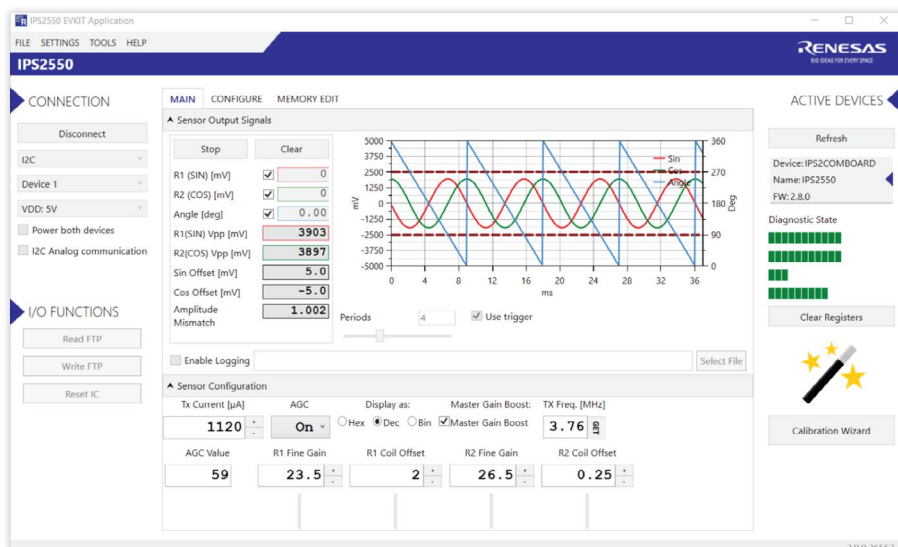 IPS2550 EVKIT Application
FILE SETTINGS TOOLS HELP
IPS2550
RENESAS
BIG IDEAS FOR EVERY SPACE
CONNECTION
Disconnect
I2C
Device 1
VDD: 5V
Power both devices
I2C Analog communication
I/O FUNCTIONS
Read FTP
Write FTP
Reset IC
MAIN CONFIGURE MEMORY EDIT
Sensor Output Signals
Stop Clear
R1 (SIN) [mV] 0
R2 (COS) [mV] 0
Angle [deg] 0.00
R1(SIN) Vpp [mV] 3903
R2(COS) Vpp [mV] 3897
Sin Offset [mV] 5.0
Cos Offset [mV] -5.0
Amplitude Mismatch 1.002
5000 360
3750
2500 270
1250
0 180
-1250
-2500 90
-3750
-5000 0
mV
Deg
Sin
Cos
Angle
0 4 8 12 16 20 24 28 32 36
ms
Periods 4 Use trigger
Enable Logging Select File
Sensor Configuration
Tx Current [µA] AGC Display as: Master Gain Boost: TX Freq. [MHz]
1120 On Hex Dec Bin Master Gain Boost 3.76 GET
AGC Value R1 Fine Gain R1 Coil Offset R2 Fine Gain R2 Coil Offset
59 23.5 2 26.5 0.25
ACTIVE DEVICES
Refresh
Device: IPS2COMBOARD
Name: IPS2550
FW: 2.8.0
Diagnostic State
Clear Registers
Calibration Wizard